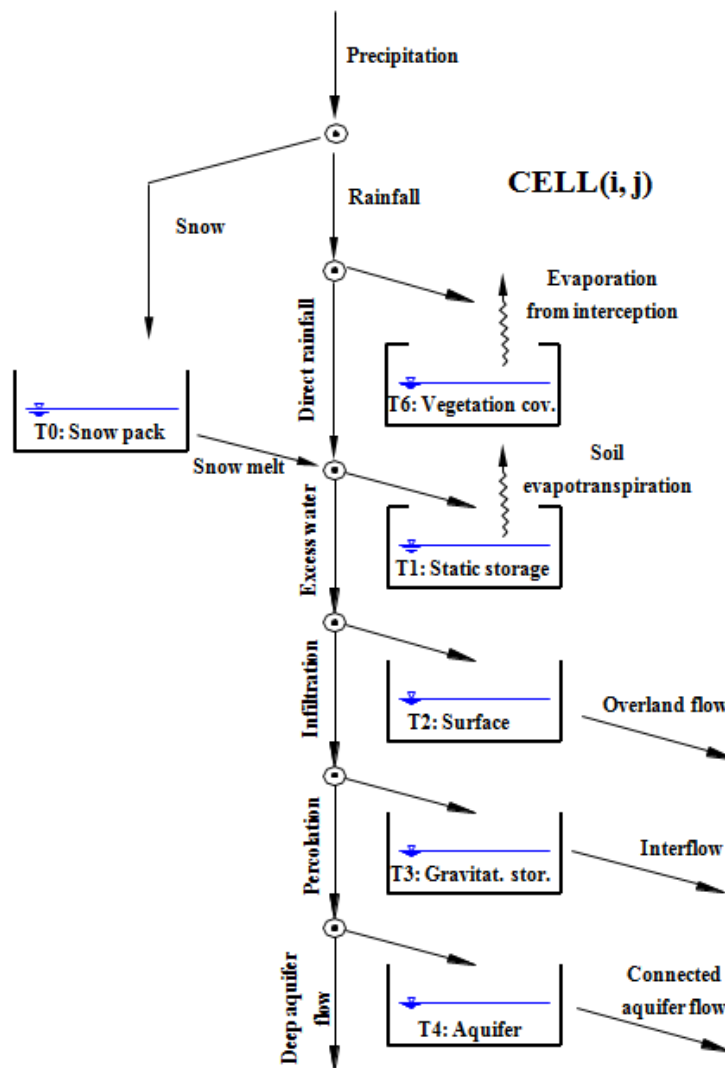 Precipitation
CELL(i, j)
Rainfall
Snow
Evaporation
from interception
Direct rainfall
T6: Vegetation cov.
T0: Snow pack
Snow melt
Soil
evapotranspiration
Excess water
T1: Static storage
Infiltration
Overland flow
T2: Surface
Percolation
Interflow
T3: Gravitat. stor.
Deep aquifer
flow
Connected
aquifer flow
T4: Aquifer